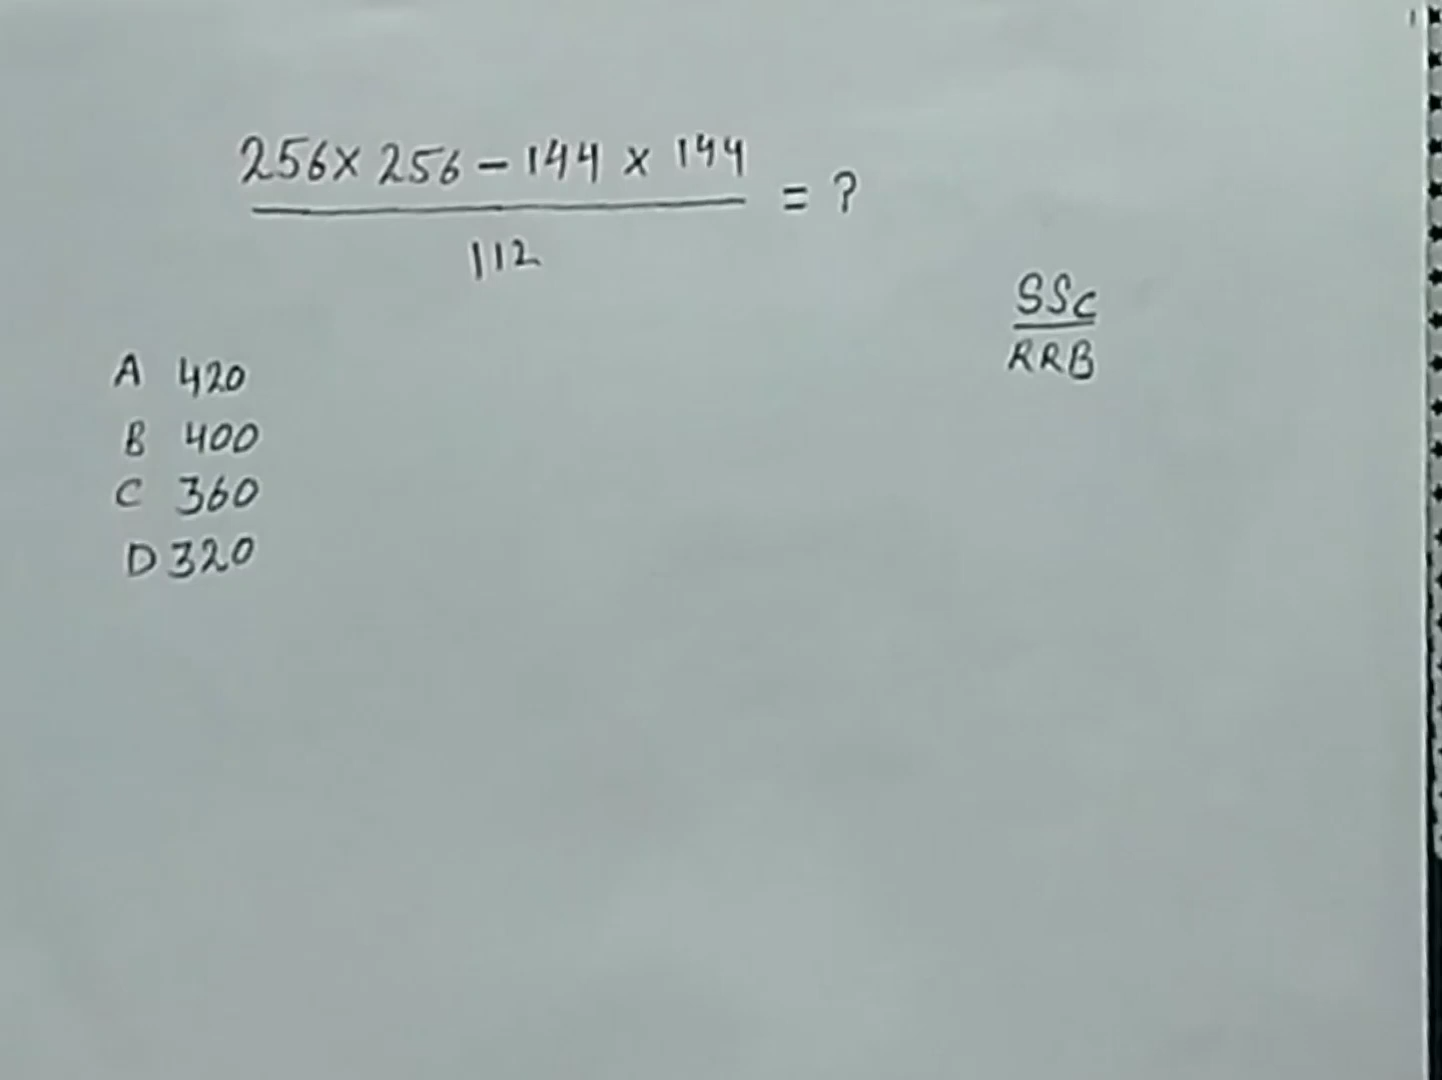 256 × 256 - 144 × 144
112
= ?
SSC
RRB
A 420
B 400
C 360
D 320